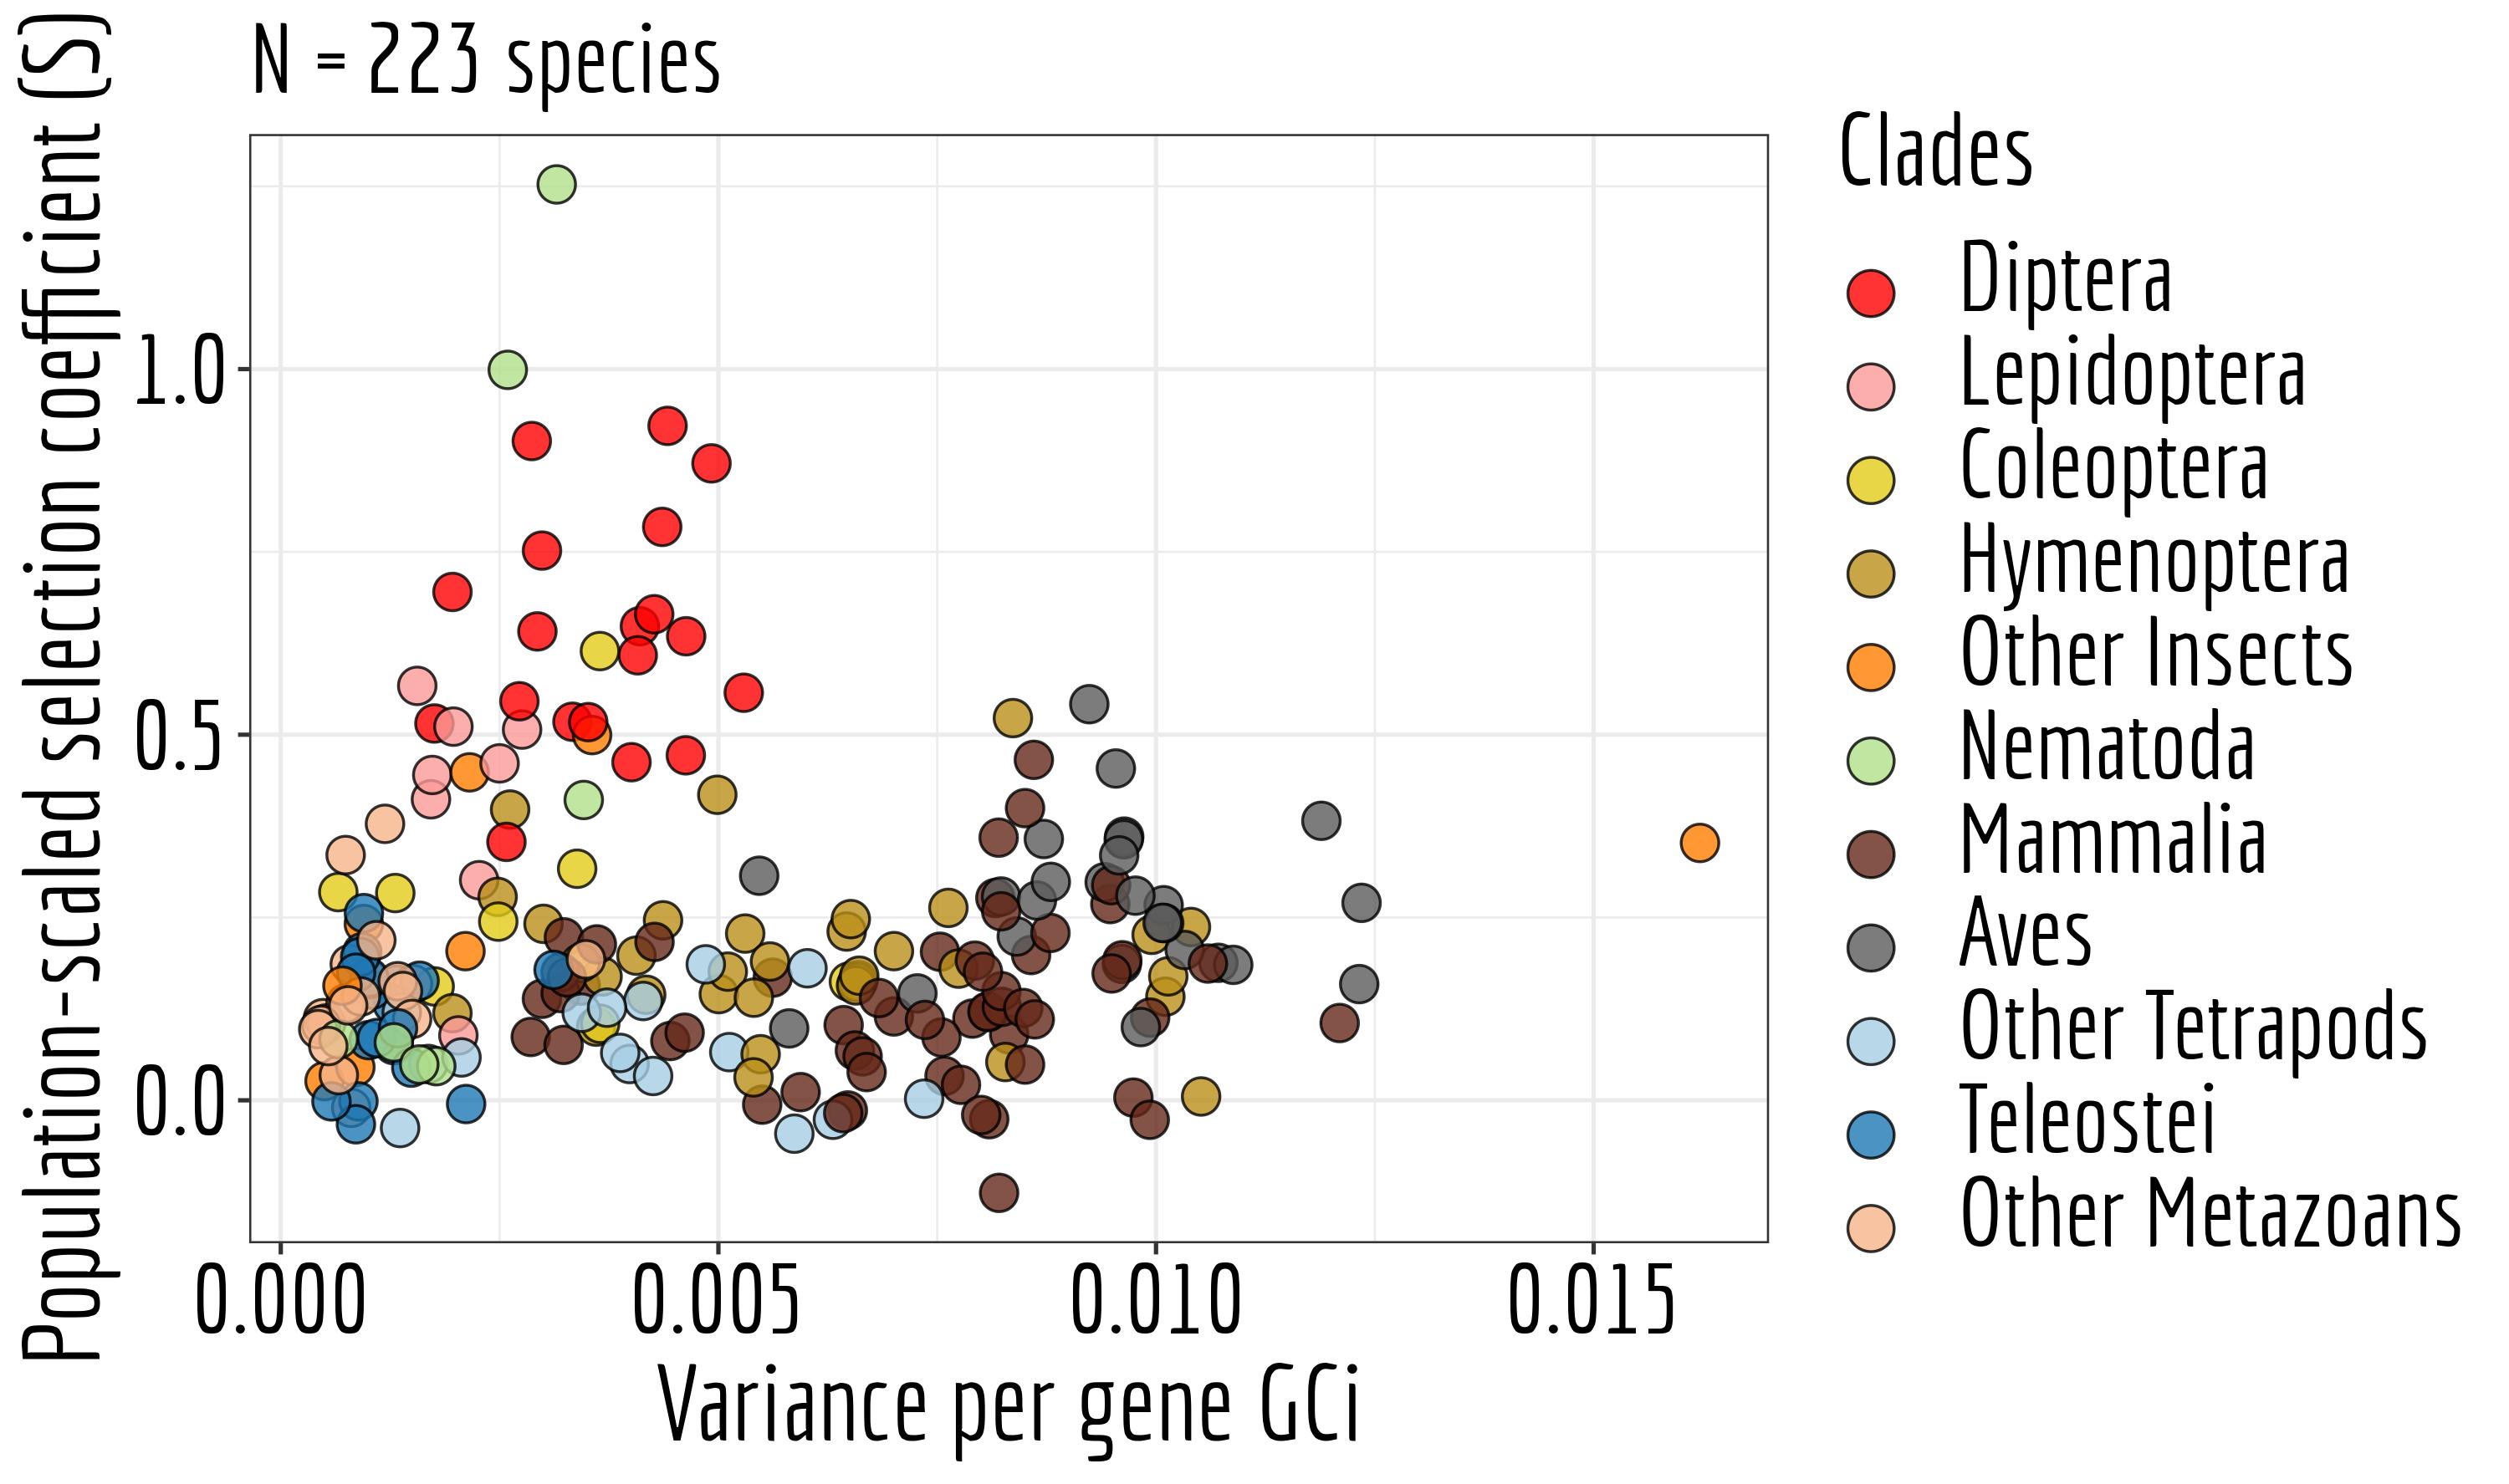 N = 223 species
Population-scaled selection coefficient (S)
1.0
0.5
0.0
0.000
0.005
0.010
0.015
Variance per gene GCi
Clades
Diptera
Lepidoptera
Coleoptera
Hymenoptera
Other Insects
Nematoda
Mammalia
Aves
Other Tetrapods
Teleostei
Other Metazoans